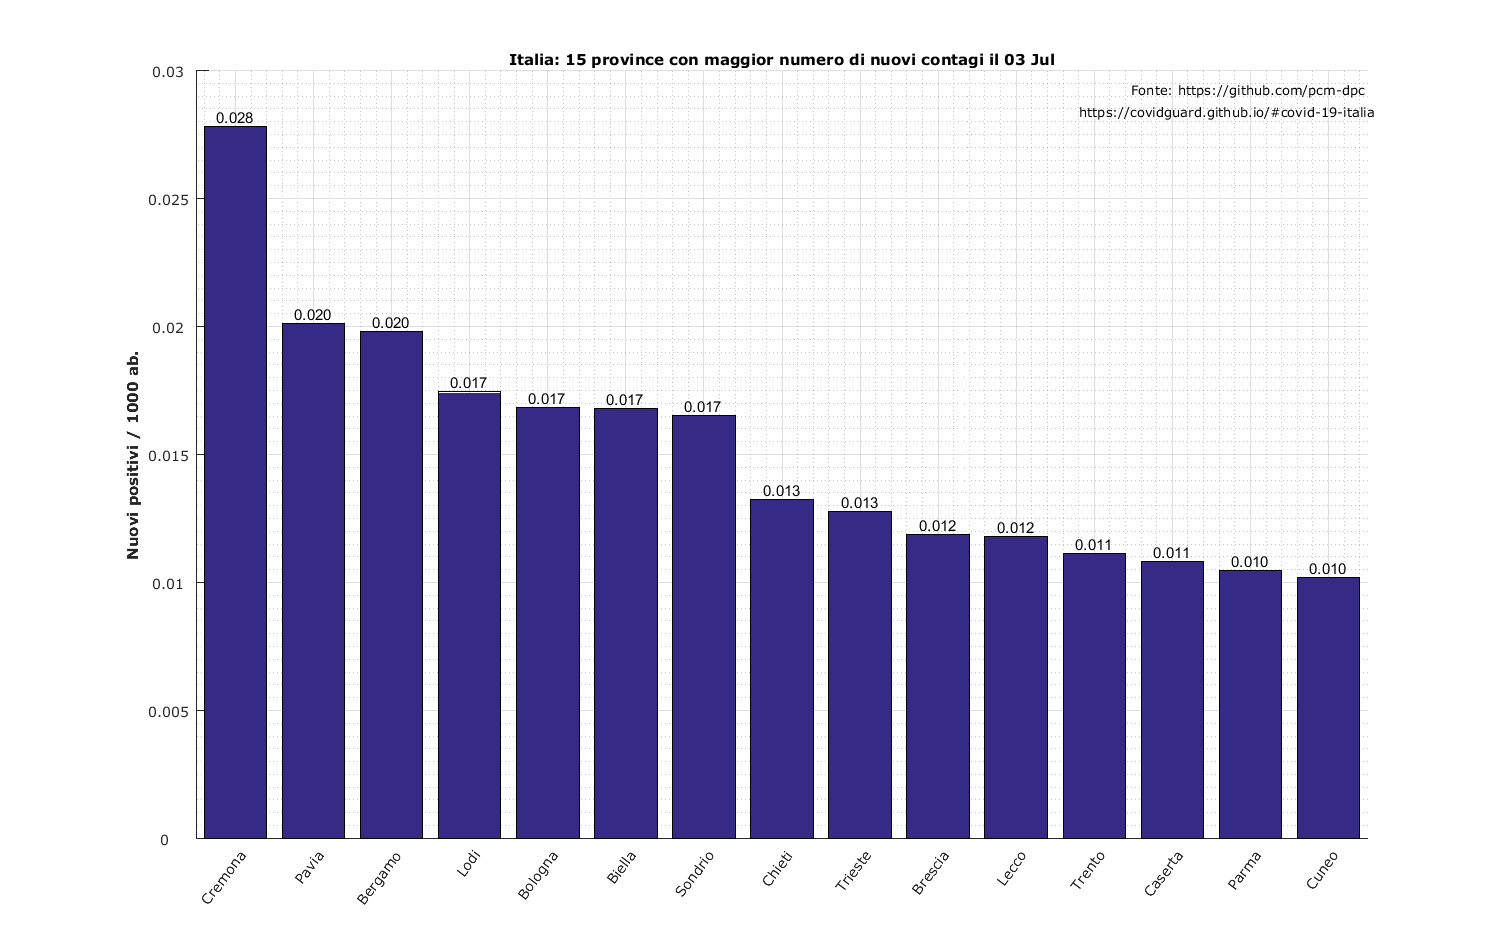 Italia: 15 province con maggior numero di nuovi contagi il 03 Jul
Fonte: https://github.com/pcm-dpc
https://covidguard.github.io/#covid-19-italia
Nuovi positivi / 1000 ab.
0.03
0.025
0.02
0.015
0.01
0.005
0
0.028
0.020
0.020
0.017
0.017
0.017
0.017
0.013
0.013
0.012
0.012
0.011
0.011
0.010
0.010
Cremona
Pavia
Bergamo
Lodi
Bologna
Biella
Sondrio
Chieti
Trieste
Brescia
Lecco
Trento
Caserta
Parma
Cuneo